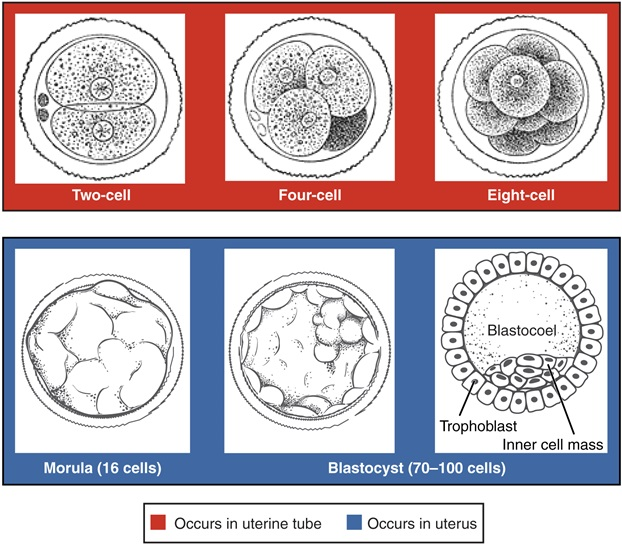 Two-cell
Four-cell
Eight-cell
Blastocoel
Trophoblast
Inner cell mass
Morula (16 cells)
Blastocyst (70–100 cells)
Occurs in uterine tube
Occurs in uterus